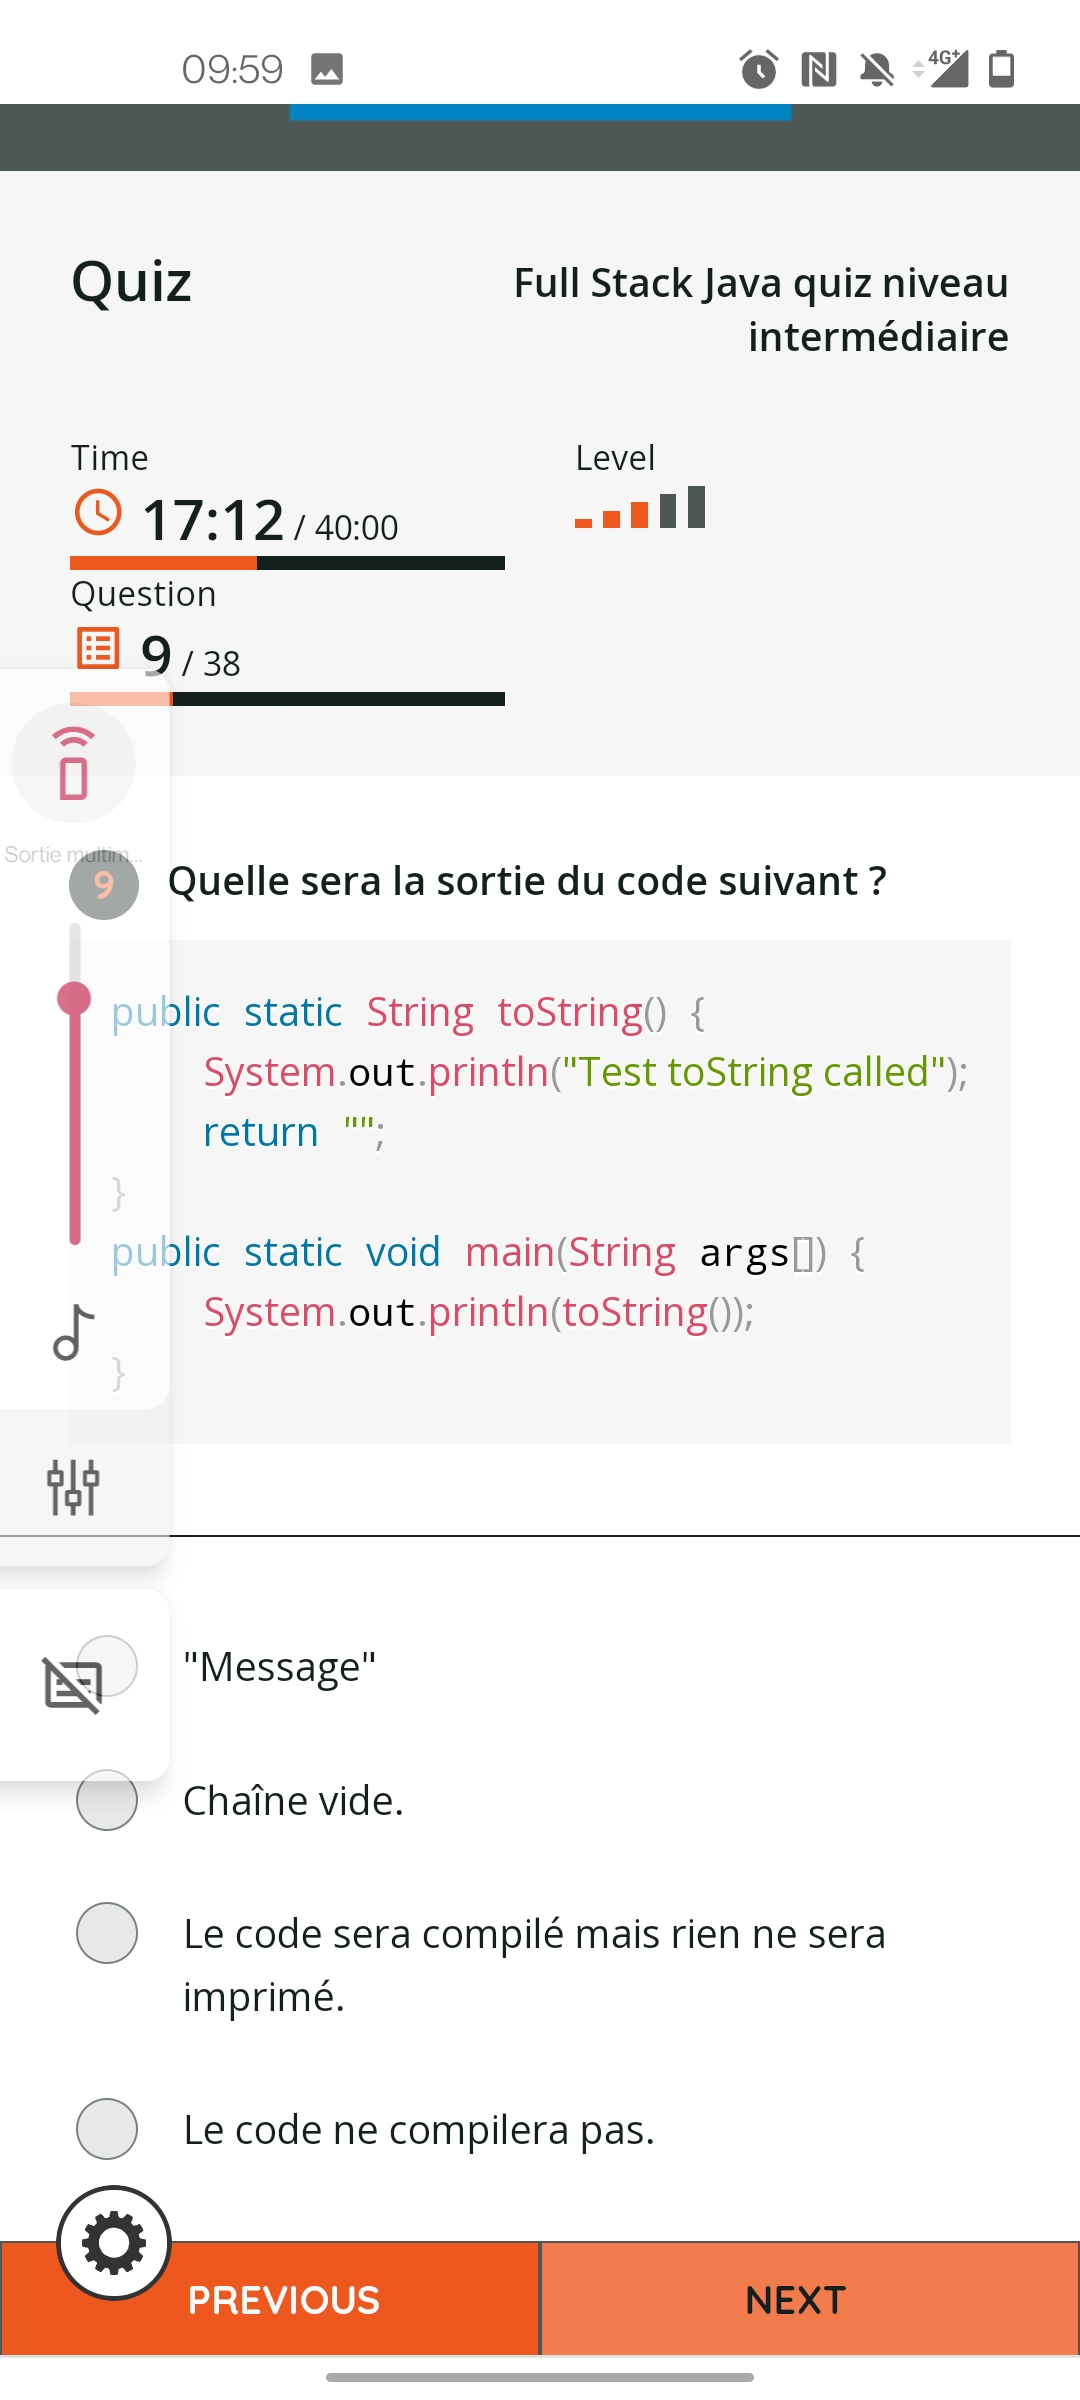 09:59
4G+
Quiz
Full Stack Java quiz niveau
intermédiaire
Time
17:12 / 40:00
Level
Question
9 / 38
Sortie multim...
9
Quelle sera la sortie du code suivant ?
public static String toString() {
System.out.println("Test toString called");
return "";
}
public static void main(String args[]) {
System.out.println(toString());
}
"Message"
Chaîne vide.
Le code sera compilé mais rien ne sera
imprimé.
Le code ne compilera pas.
PREVIOUS
NEXT